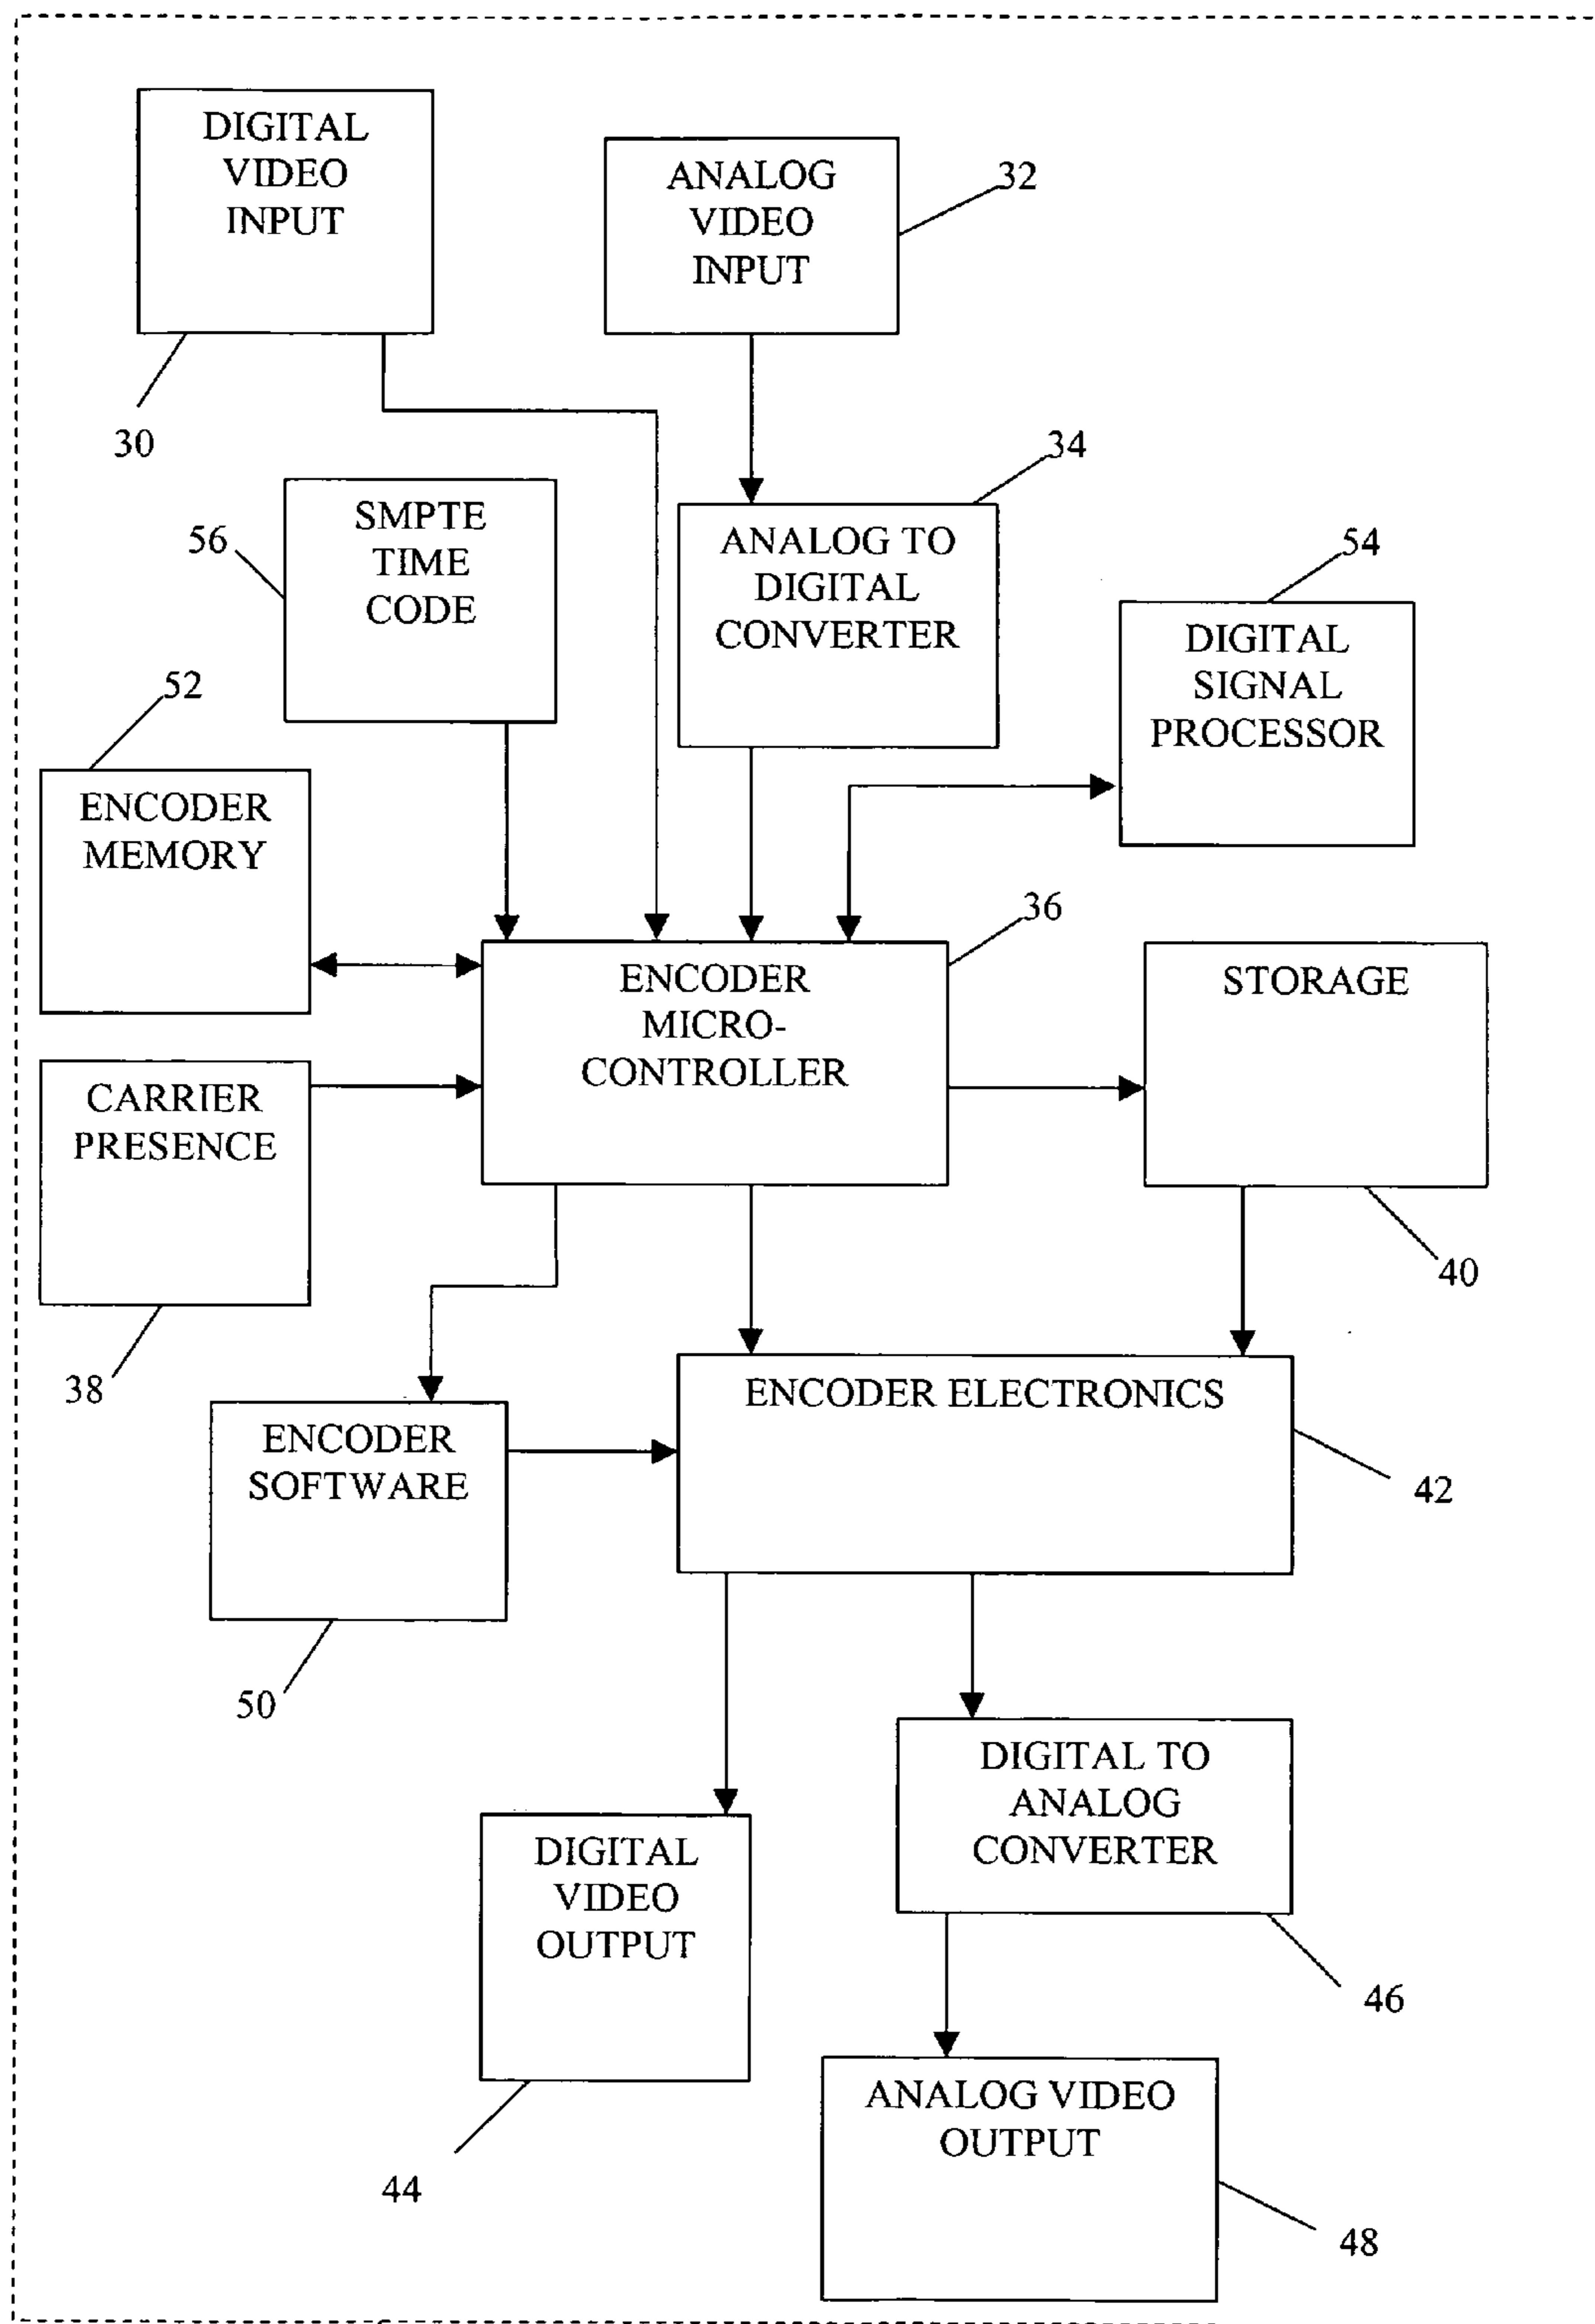 DIGITAL
VIDEO
INPUT
30
ANALOG
VIDEO
INPUT
32
SMPTE
TIME
CODE
56
ANALOG TO
DIGITAL
CONVERTER
34
DIGITAL
SIGNAL
PROCESSOR
54
ENCODER
MEMORY
52
ENCODER
MICRO-
CONTROLLER
36
STORAGE
40
CARRIER
PRESENCE
38
ENCODER
SOFTWARE
50
ENCODER ELECTRONICS
42
DIGITAL
VIDEO
OUTPUT
44
DIGITAL TO
ANALOG
CONVERTER
46
ANALOG VIDEO
OUTPUT
48